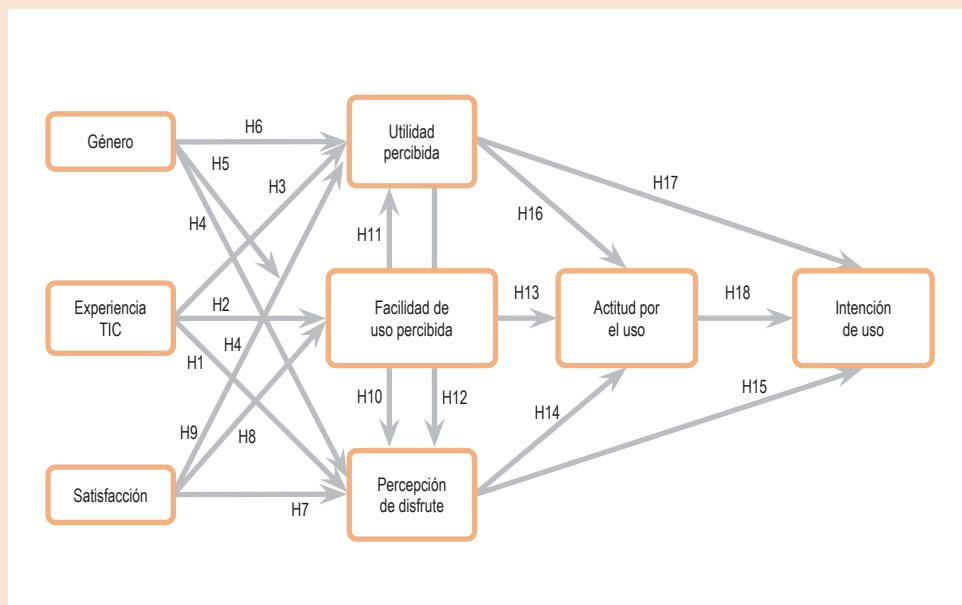 Género
H6
Utilidad
percibida
H5
H3
H4
H17
H16
H11
Experiencia
TIC
H2
Facilidad de
uso percibida
H13
Actitud por
el uso
H18
Intención
de uso
H4
H1
H10
H12
H15
H14
H9
H8
Satisfacción
H7
Percepción
de disfrute